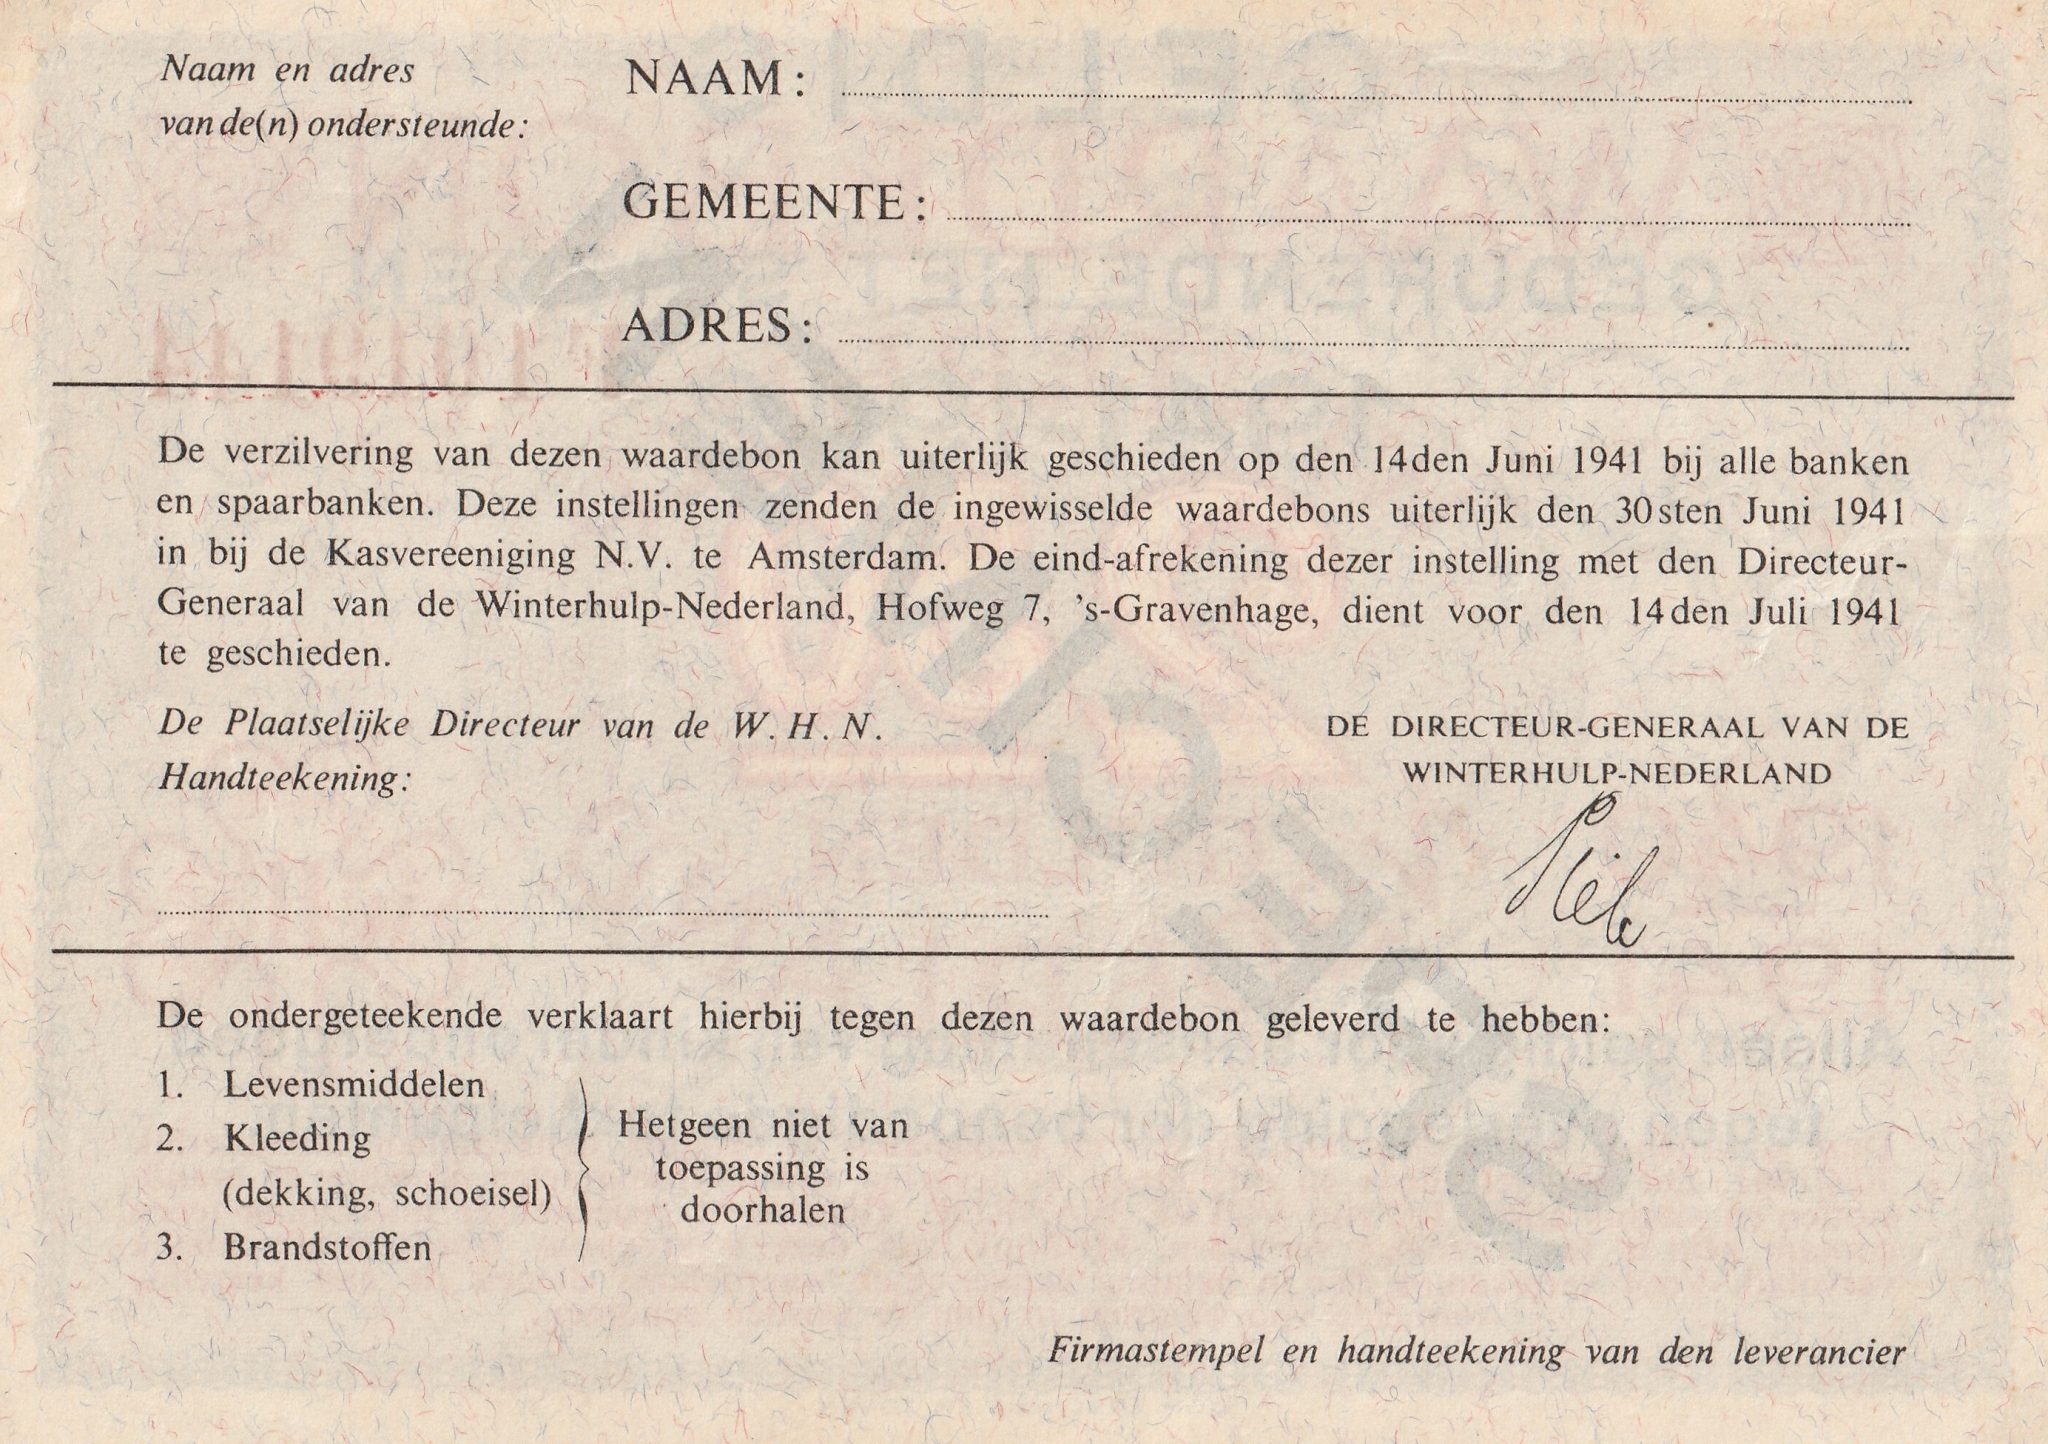 Naam en adres
van de(n) ondersteunde:
NAAM:
GEMEENTE:
ADRES:
De verzilvering van dezen waardebon kan uiterlijk geschieden op den 14den Juni 1941 bij alle banken
en spaarbanken. Deze instellingen zenden de ingewisselde waardebons uiterlijk den 30sten Juni 1941
in bij de Kasvereeniging N.V. te Amsterdam. De eind-afrekening dezer instelling met den Directeur-
Generaal van de Winterhulp-Nederland, Hofweg 7, 's-Gravenhage, dient voor den 14den Juli 1941
te geschieden.
De Plaatselijke Directeur van de W.H.N.
Handteekening:
DE DIRECTEUR-GENERAAL VAN DE
WINTERHULP-NEDERLAND
De ondergeteekende verklaart hierbij tegen dezen waardebon geleverd te hebben:
1. Levensmiddelen
2. Kleeding
(dekking, schoeisel)
3. Brandstoffen
Hetgeen niet van
toepassing is
doorhalen
Firmastempel en handteekening van den leverancier